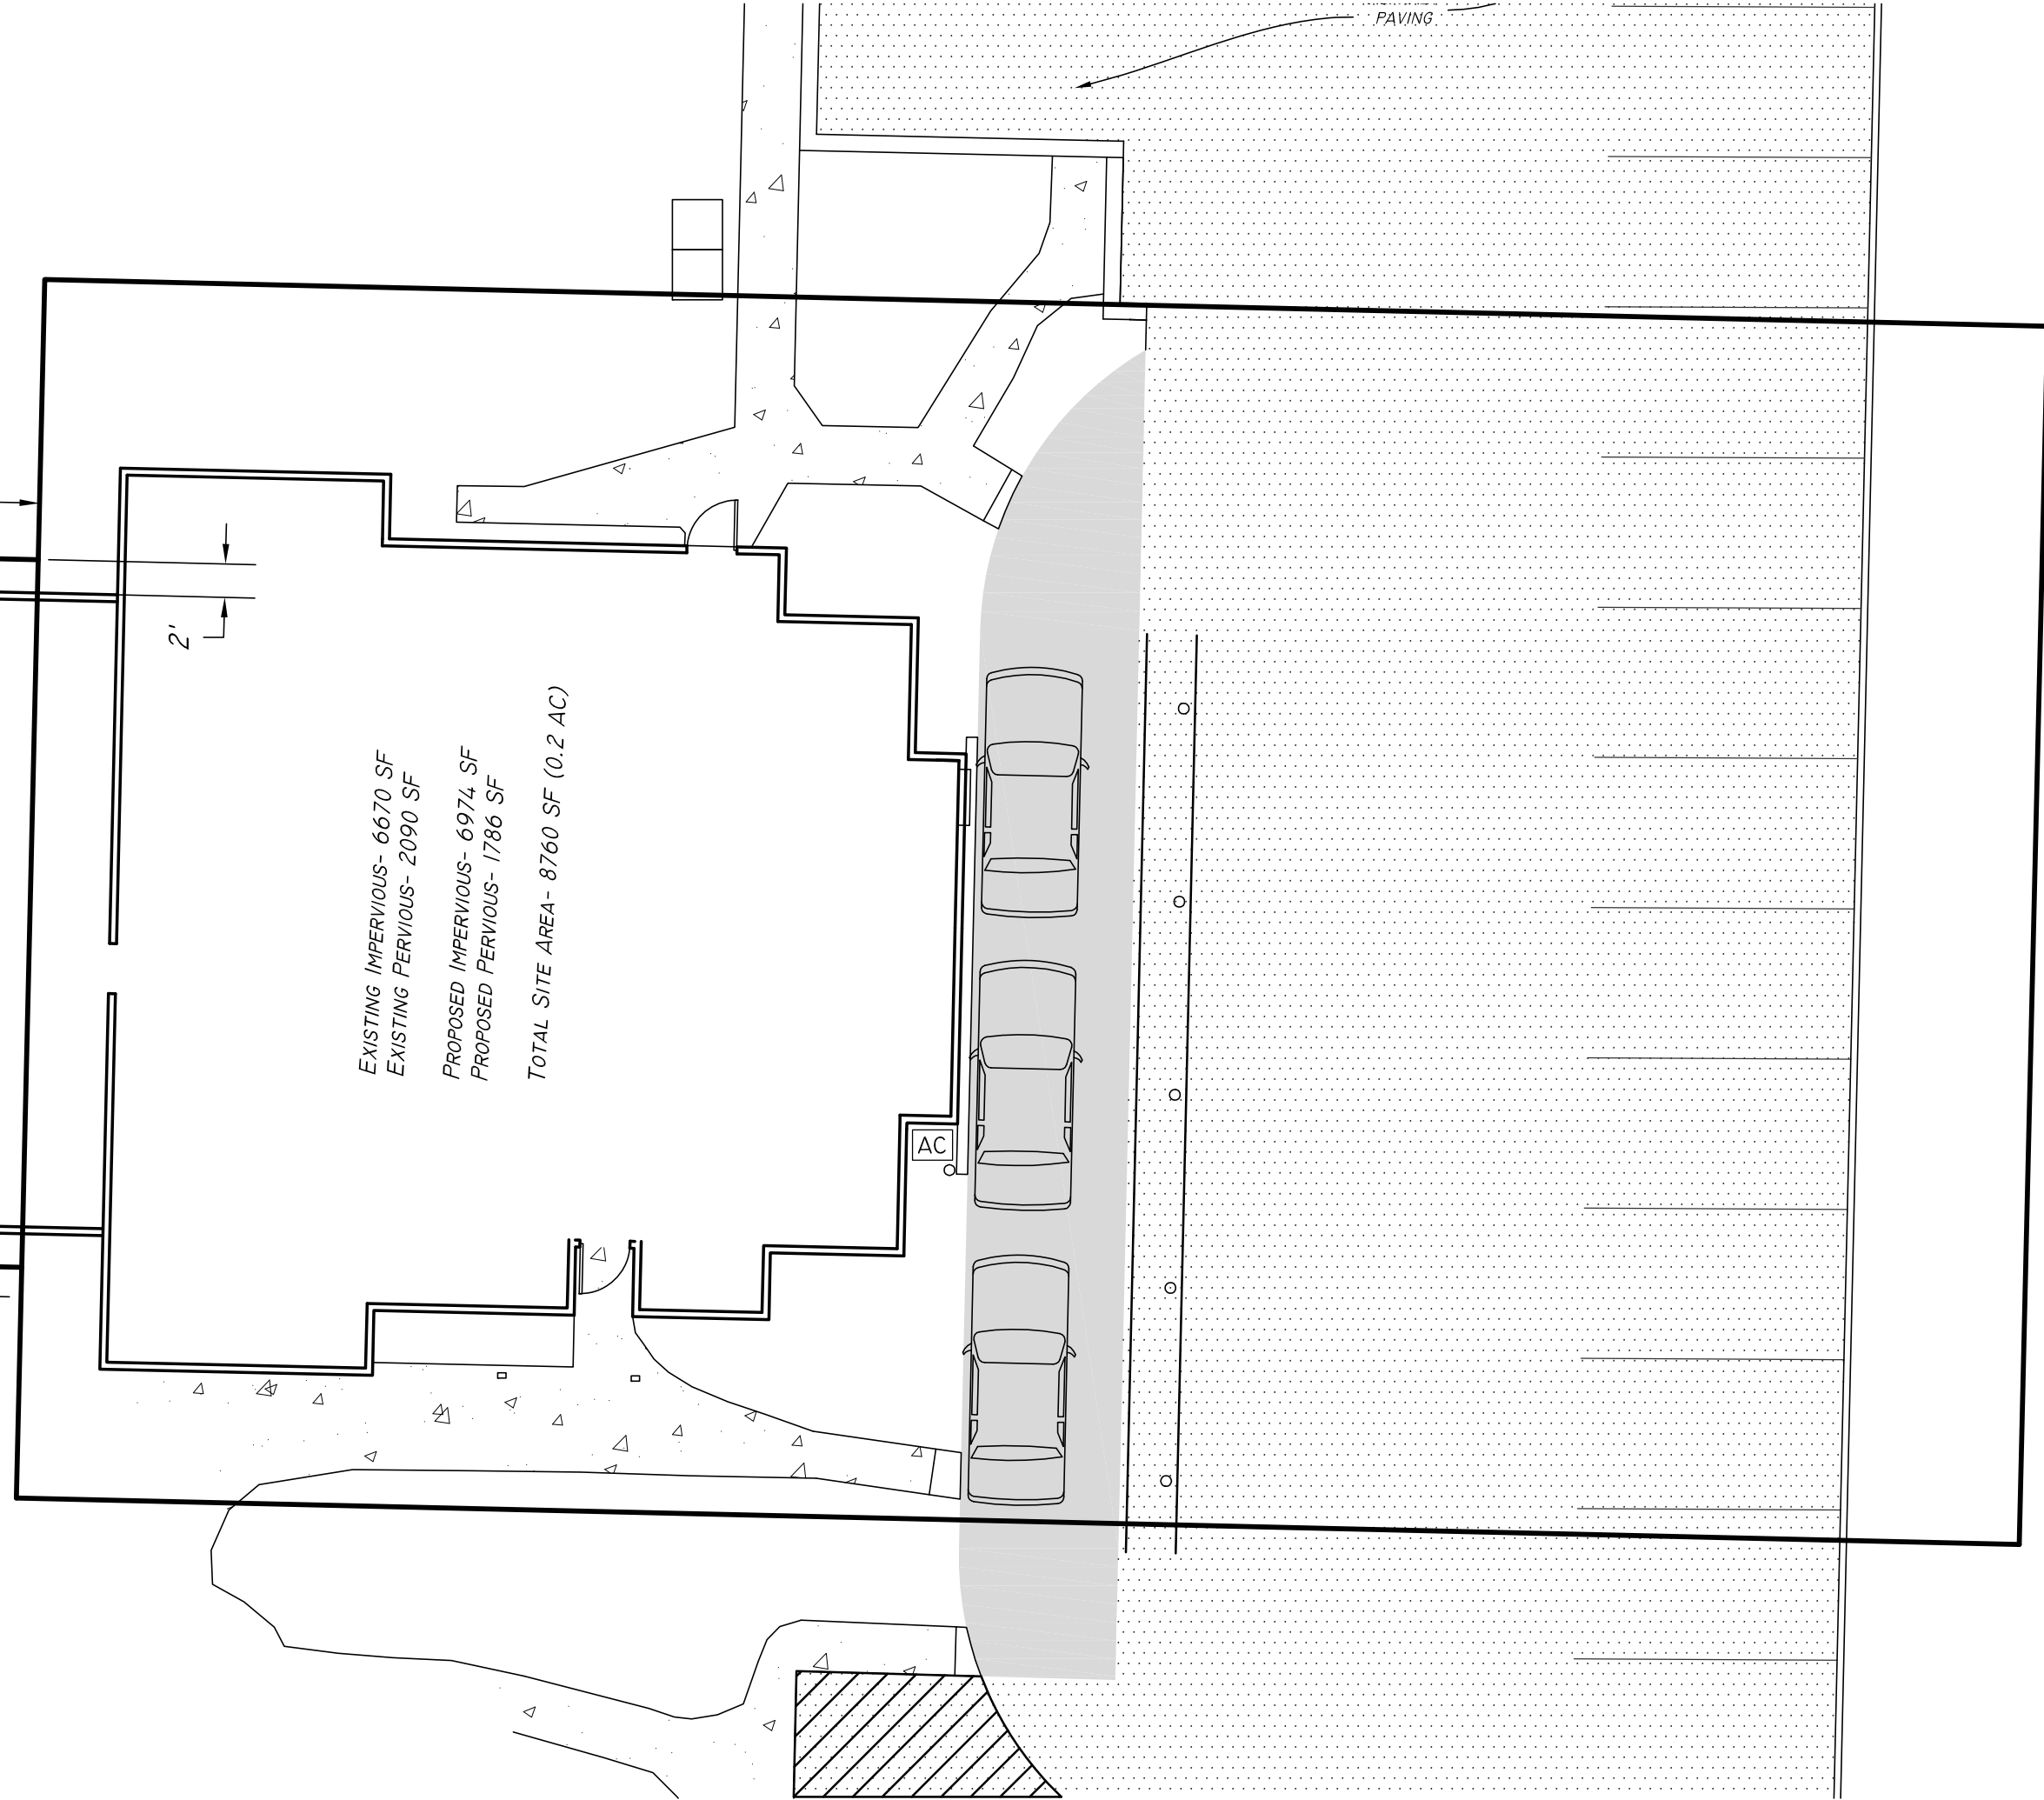 PAVING
2'
EXISTING IMPERVIOUS- 6670 SF
EXISTING PERVIOUS- 2090 SF
PROPOSED IMPERVIOUS- 6974 SF
PROPOSED PERVIOUS- 1786 SF
TOTAL SITE AREA- 8760 SF (0.2 AC)
AC